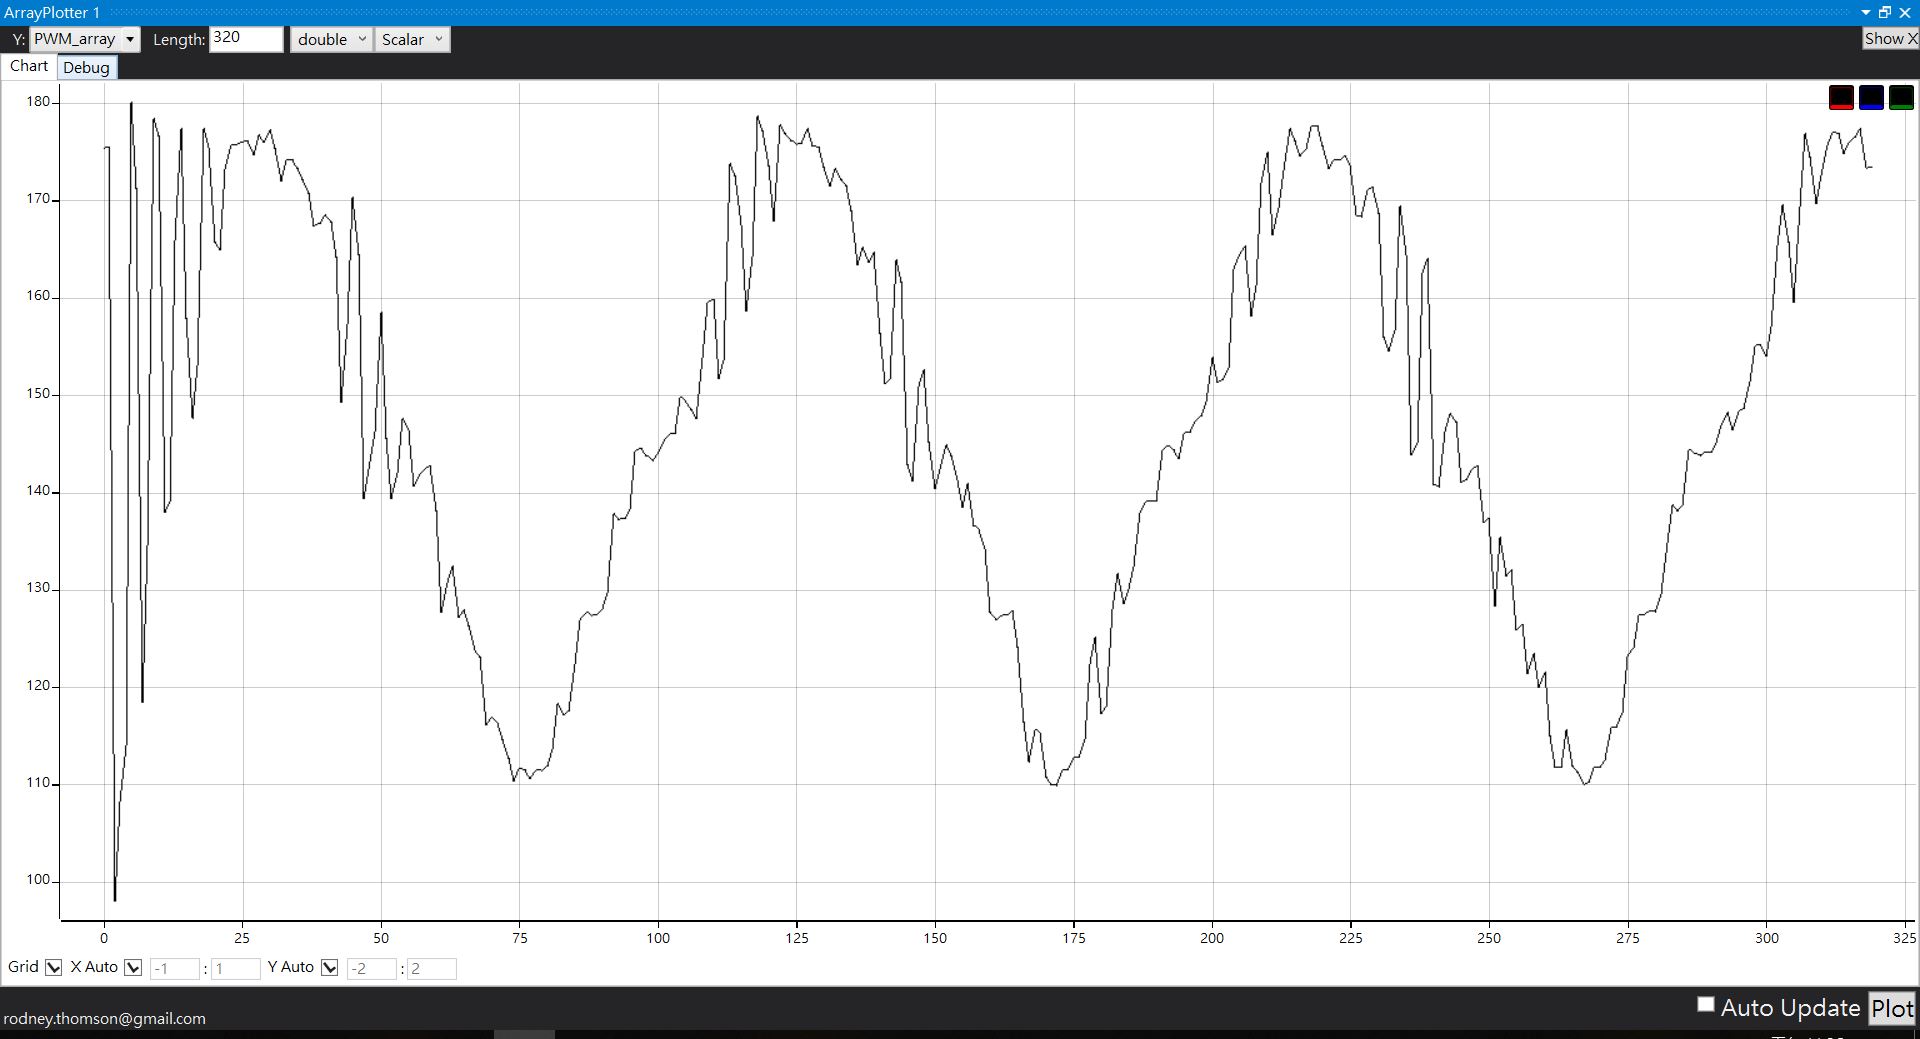 ArrayPlotter 1
Y: PWM_array Length: 320 double Scalar Show X
Chart Debug
180
170
160
150
140
130
120
110
100
0 25 50 75 100 125 150 175 200 225 250 275 300 325
Grid X Auto -1 : 1 Y Auto -2 : 2
Auto Update Plot
rodney.thomson@gmail.com